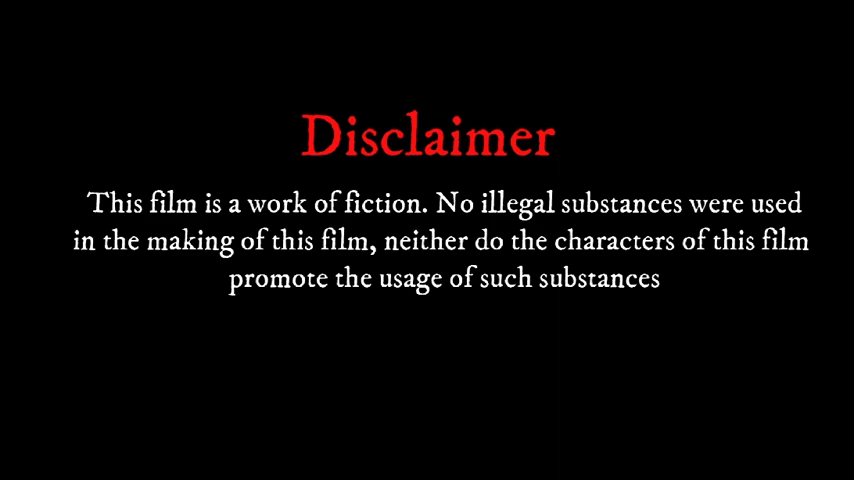 Disclaimer
This film is a work of fiction. No illegal substances were used
in the making of this film, neither do the characters of this film
promote the usage of such substances